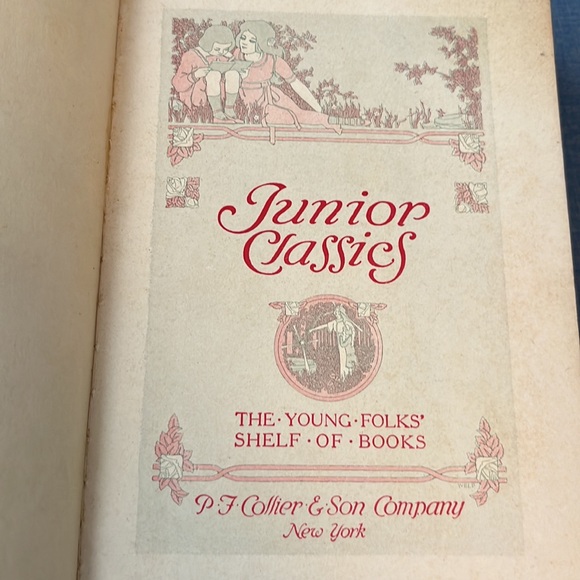 Junior
Classics
THE · YOUNG · FOLKS'
SHELF · OF · BOOKS
P · F · Collier · & · Son Company
New York